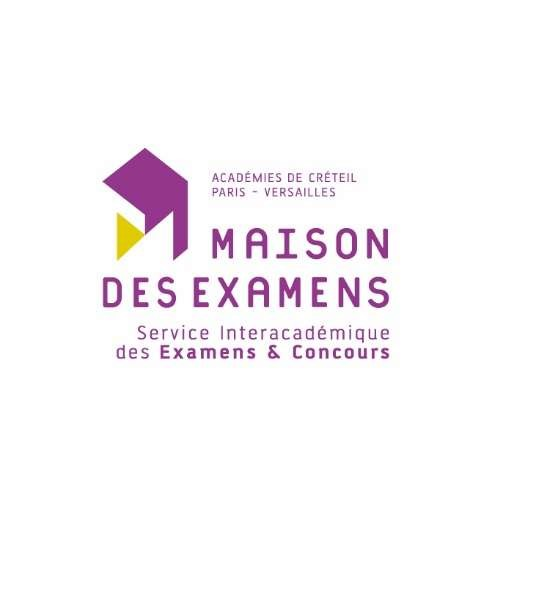 ACADÉMIES DE CRÉTEIL
PARIS - VERSAILLES
MAISON
DES EXAMENS
Service Interacadémique
des Examens & Concours